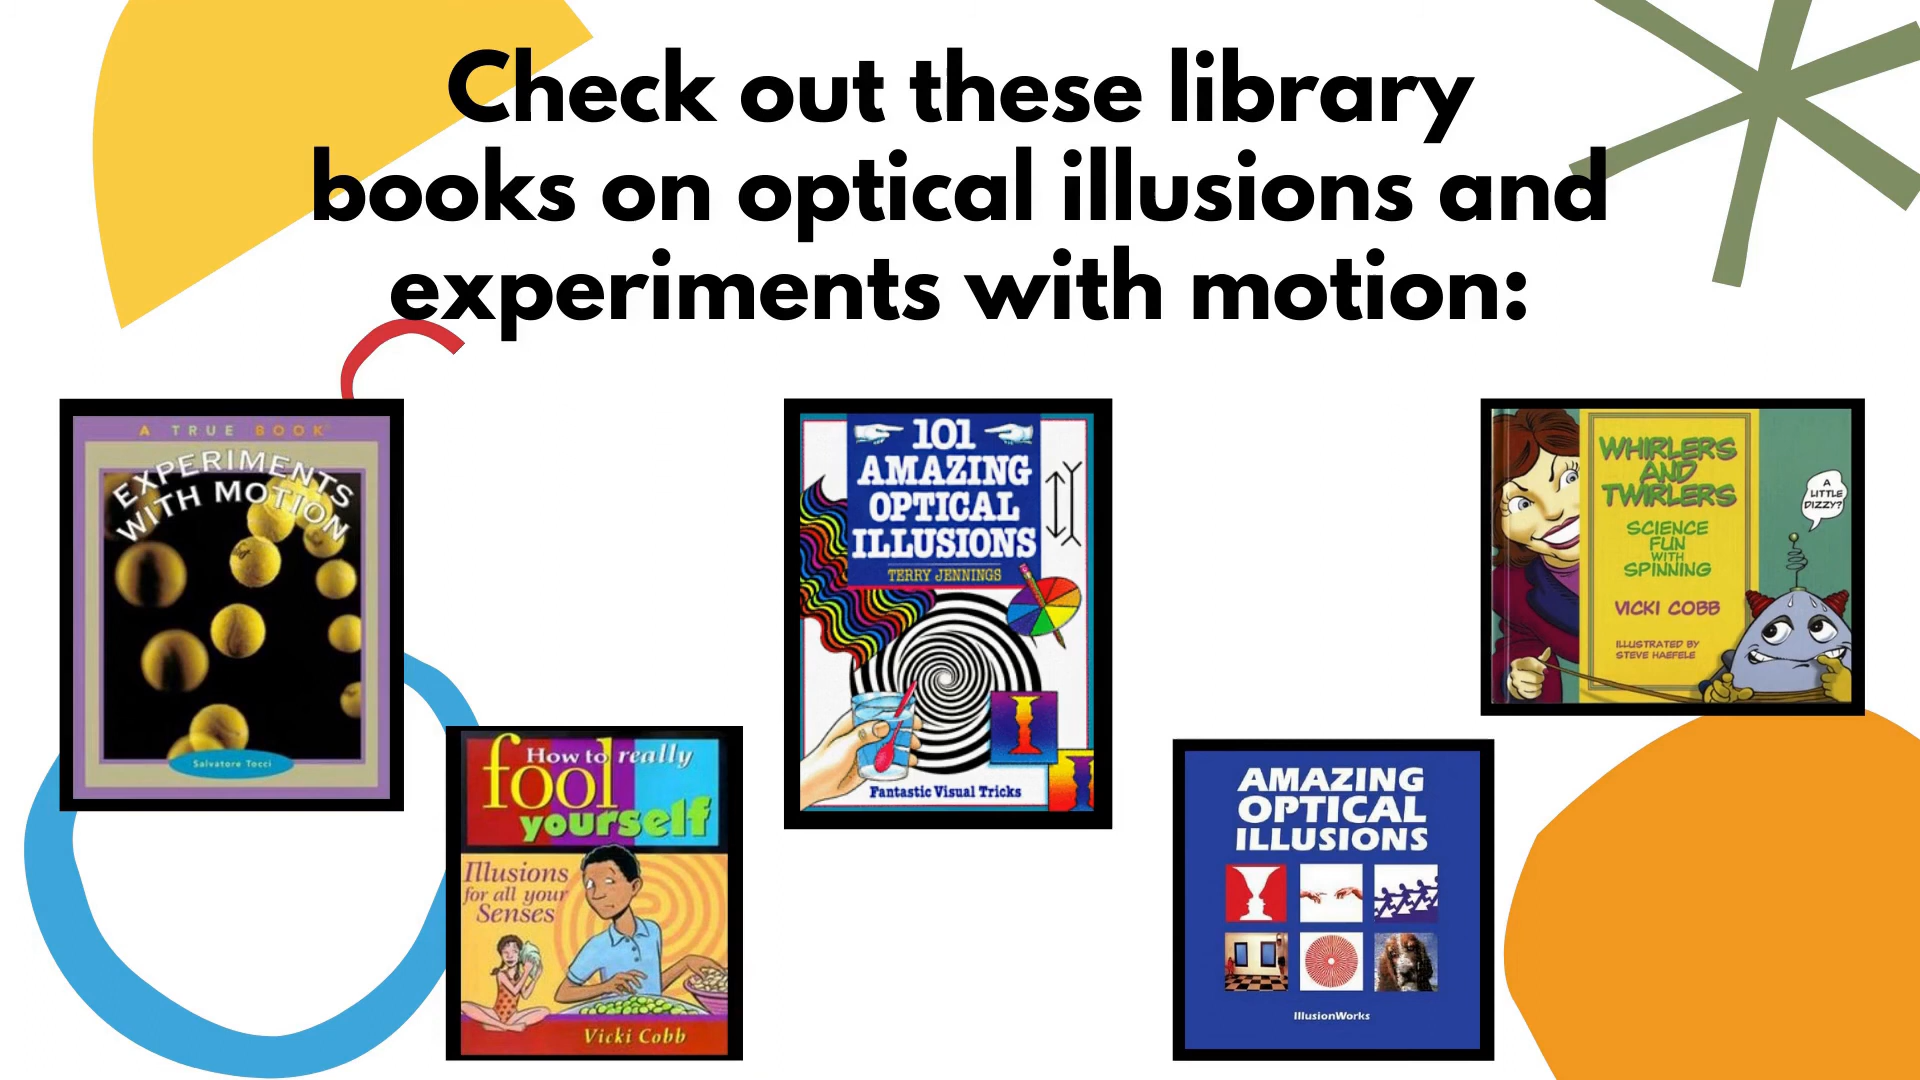 Check out these library
books on optical illusions and
experiments with motion:
A TRUE BOOK
EXPERIMENTS
WITH MOTION
Salvatore Tocci
How to really
fool
yourself
Illusions
for all your
Senses
Vicki Cobb
101
AMAZING
OPTICAL
ILLUSIONS
TERRY JENNINGS
Fantastic Visual Tricks
AMAZING
OPTICAL
ILLUSIONS
IllusionWorks
WHIRLERS
AND
TWIRLERS
SCIENCE
FUN
WITH
SPINNING
VICKI COBB
ILLUSTRATED BY
STEVE HAEFELE
A
LITTLE
DIZZY?